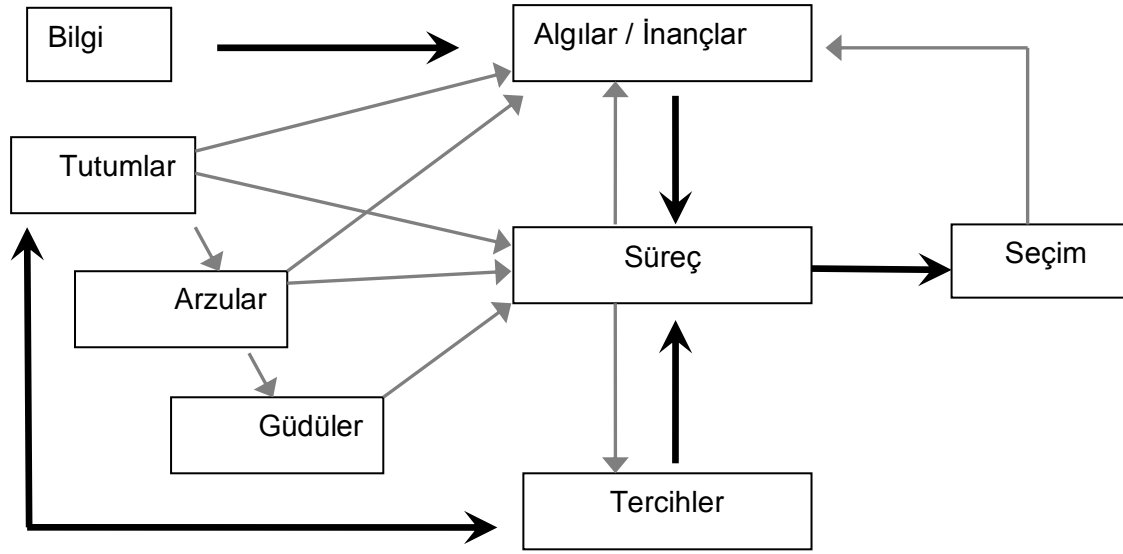 Bilgi
Algılar / İnançlar
Tutumlar
Süreç
Seçim
Arzular
Güdüler
Tercihler